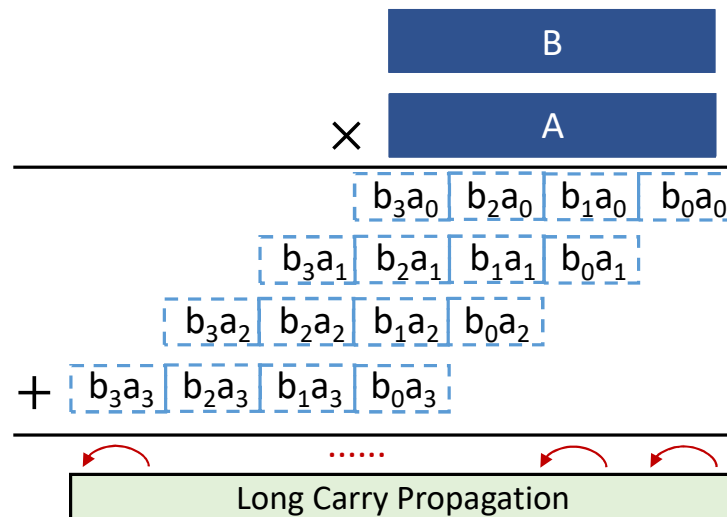 B
× A
b₃a₀ b₂a₀ b₁a₀ b₀a₀
b₃a₁ b₂a₁ b₁a₁ b₀a₁
b₃a₂ b₂a₂ b₁a₂ b₀a₂
+ b₃a₃ b₂a₃ b₁a₃ b₀a₃
......
Long Carry Propagation